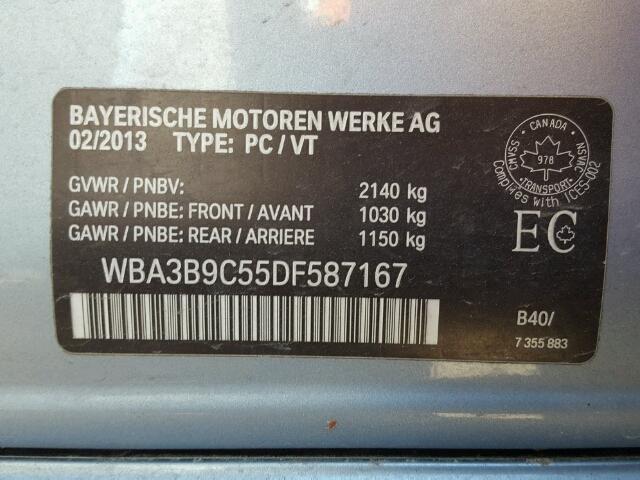 BAYERISCHE MOTOREN WERKE AG
02/2013 TYPE: PC / VT
GVWR / PNBV: 2140 kg
GAWR / PNBE: FRONT / AVANT 1030 kg
GAWR / PNBE: REAR / ARRIERE 1150 kg
WBA3B9C55DF587167
CANADA
CMVSS NSVAC
978
TRANSPORT
Complies with ICES-002
EC
B40/
7 355 883